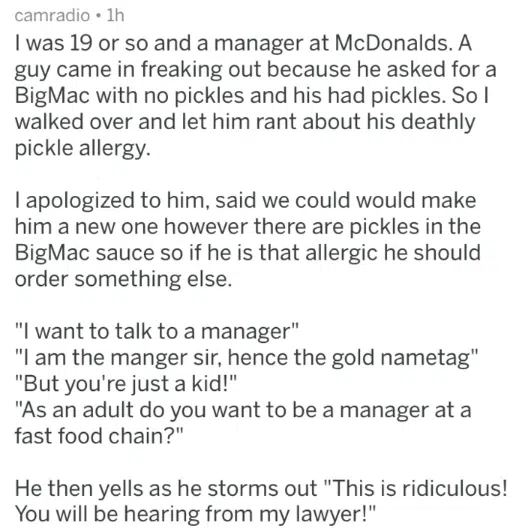 camradio • 1h
I was 19 or so and a manager at McDonalds. A
guy came in freaking out because he asked for a
BigMac with no pickles and his had pickles. So I
walked over and let him rant about his deathly
pickle allergy.
I apologized to him, said we could would make
him a new one however there are pickles in the
BigMac sauce so if he is that allergic he should
order something else.
"I want to talk to a manager"
"I am the manger sir, hence the gold nametag"
"But you're just a kid!"
"As an adult do you want to be a manager at a
fast food chain?"
He then yells as he storms out "This is ridiculous!
You will be hearing from my lawyer!"